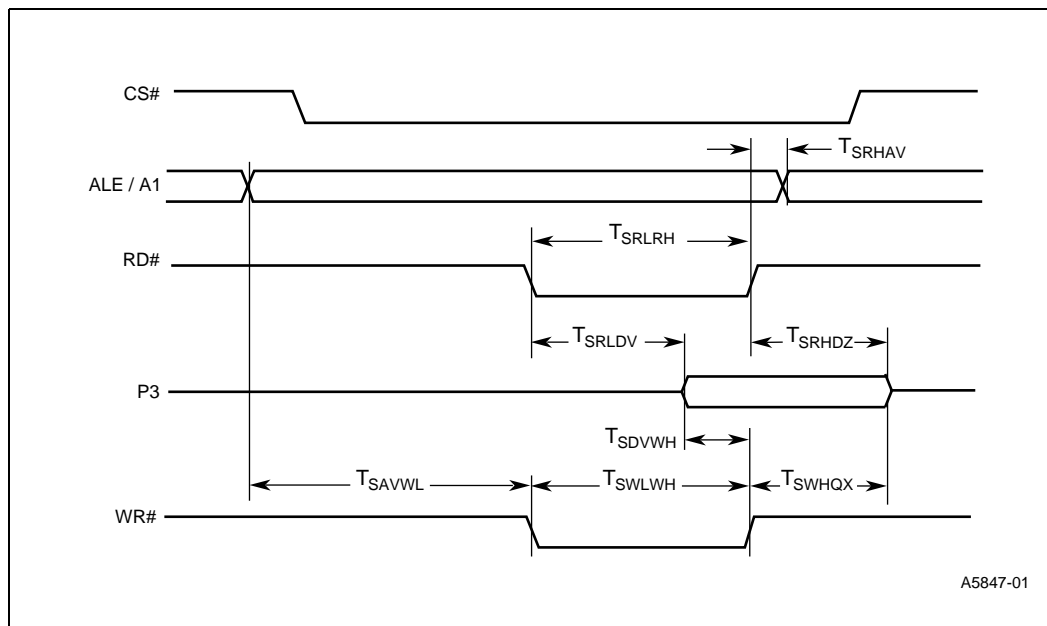 CS#
T_SRHAV
ALE / A1
T_SRLRH
RD#
T_SRLDV
T_SRHDZ
P3
T_SDVWH
T_SAVWL
T_SWLWH
T_SWHQX
WR#
A5847-01